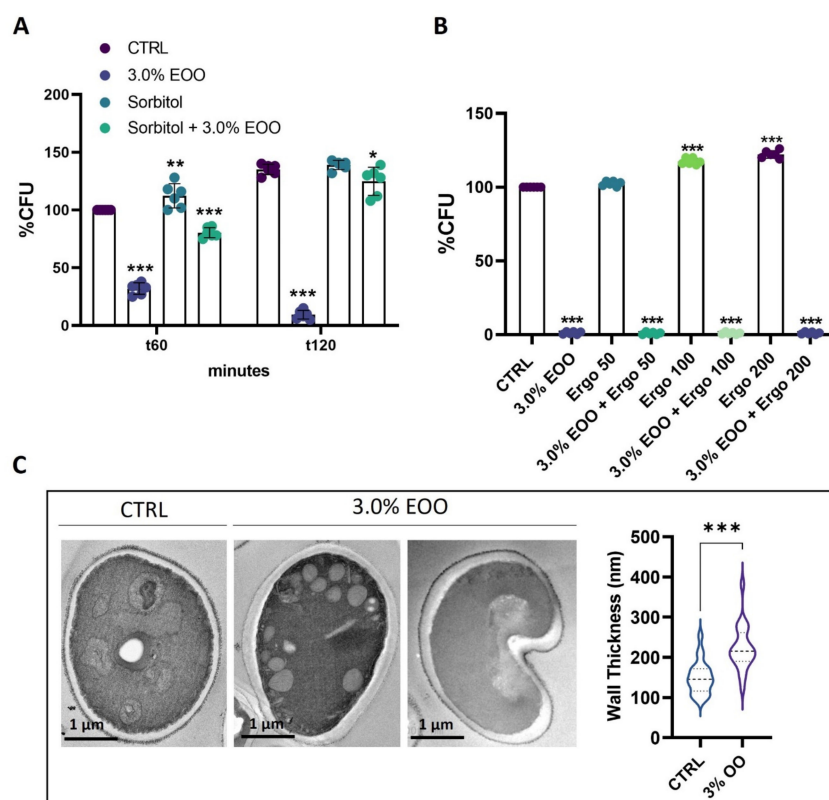 A
CTRL
3.0% EOO
Sorbitol
Sorbitol + 3.0% EOO
200
150
100
50
0
%CFU
***
**
***
***
*
t60
t120
minutes
B
150
100
50
0
%CFU
***
***
***
***
***
***
CTRL
3.0% EOO
Ergo 50
3.0% EOO + Ergo 50
Ergo 100
3.0% EOO + Ergo 100
Ergo 200
3.0% EOO + Ergo 200
C
CTRL
3.0% EOO
1 µm
1 µm
1 µm
500
400
300
200
100
0
Wall Thickness (nm)
***
CTRL
3% OO